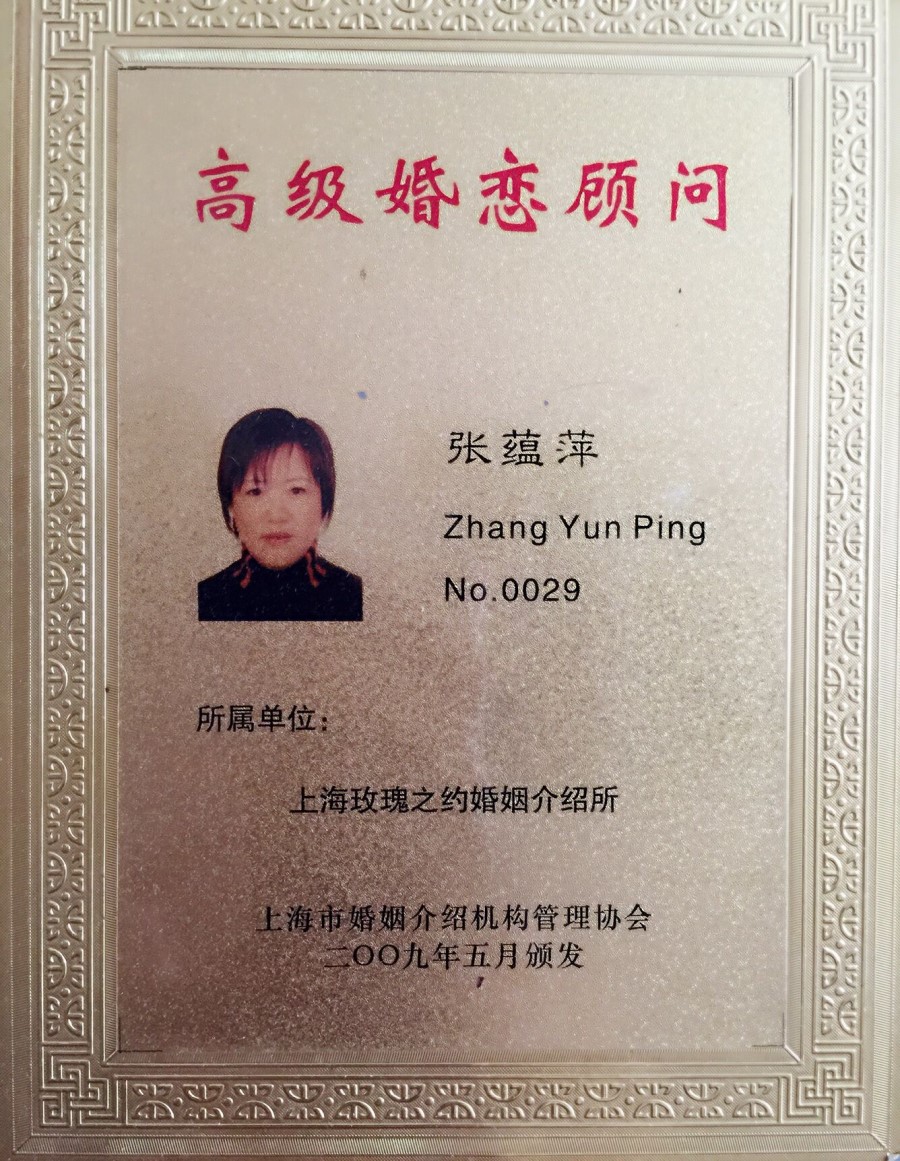 高级婚恋顾问
张蕴萍
Zhang Yun Ping
No.0029
所属单位：
上海玫瑰之约婚姻介绍所
上海市婚姻介绍机构管理协会
二〇〇九年五月颁发